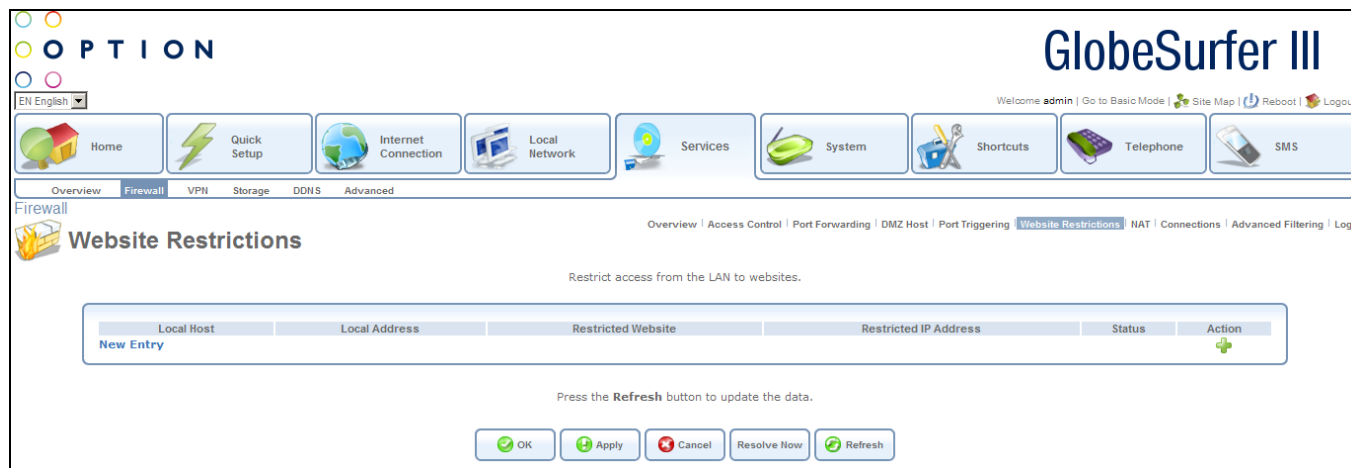 OPTION
GlobeSurfer III
EN English
Welcome admin | Go to Basic Mode | Site Map | Reboot | Logou
Home
Quick Setup
Internet Connection
Local Network
Services
System
Shortcuts
Telephone
SMS
Overview Firewall VPN Storage DDNS Advanced
Firewall
Website Restrictions
Overview | Access Control | Port Forwarding | DMZ Host | Port Triggering | Website Restrictions | NAT | Connections | Advanced Filtering | Log
Restrict access from the LAN to websites.
Local Host Local Address Restricted Website Restricted IP Address Status Action
New Entry
Press the Refresh button to update the data.
OK Apply Cancel Resolve Now Refresh